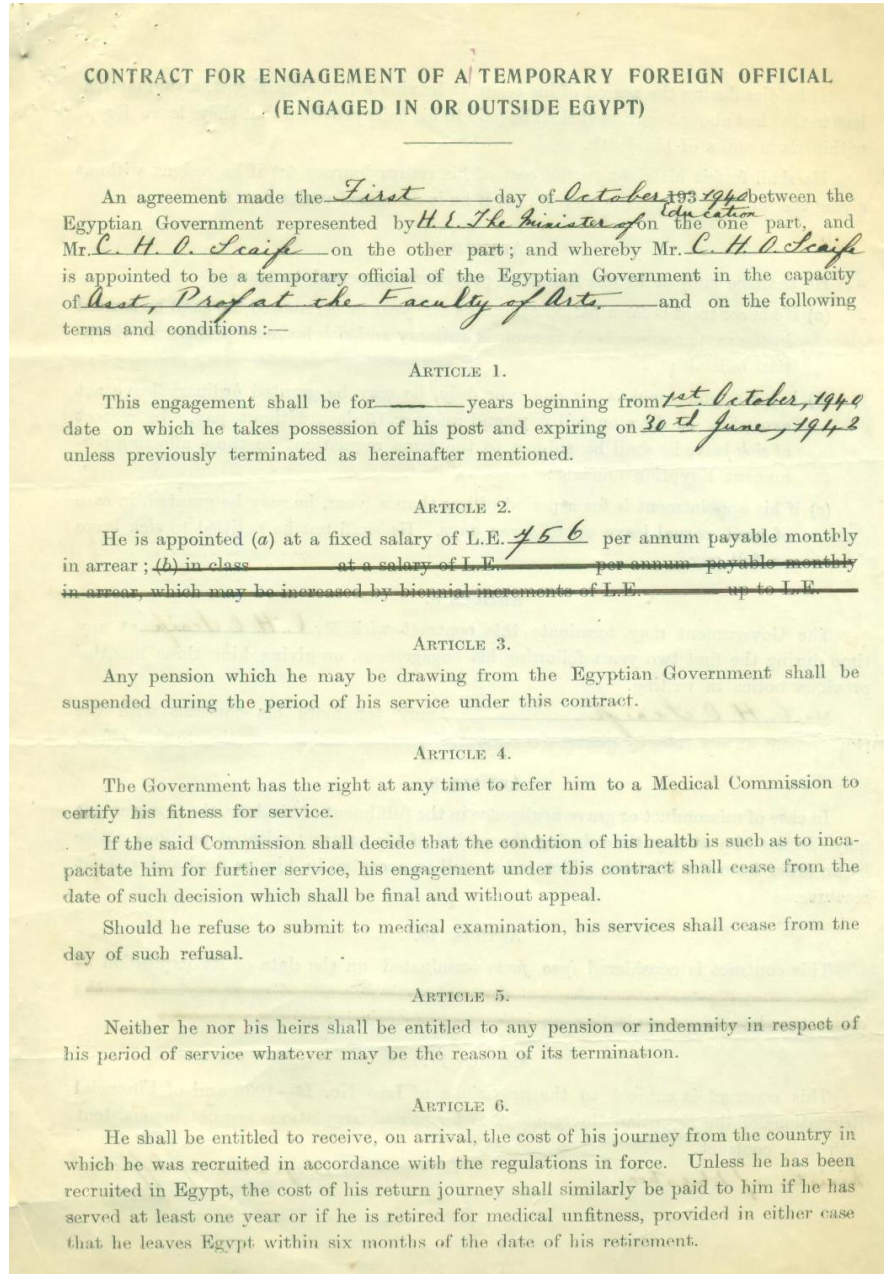 CONTRACT FOR ENGAGEMENT OF A TEMPORARY FOREIGN OFFICIAL
(ENGAGED IN OR OUTSIDE EGYPT)
An agreement made the First day of October 193 1940 between the
Egyptian Government represented by H. E. The Minister of Education on the one part, and
Mr. C. H. O. Scaife on the other part; and whereby Mr. C. H. O. Scaife
is appointed to be a temporary official of the Egyptian Government in the capacity
of Asst, Prof at the Faculty of Arts. and on the following
terms and conditions :—
ARTICLE 1.
This engagement shall be for —— years beginning from 1st. October, 1940
date on which he takes possession of his post and expiring on 30th June, 1942
unless previously terminated as hereinafter mentioned.
ARTICLE 2.
He is appointed (a) at a fixed salary of L.E. 756 per annum payable monthly
in arrear ; (b) in class at a salary of L.E. per annum payable monthly
in arrear, which may be increased by biennial increments of L.E. up to L.E.
ARTICLE 3.
Any pension which he may be drawing from the Egyptian Government shall be
suspended during the period of his service under this contract.
ARTICLE 4.
The Government has the right at any time to refer him to a Medical Commission to
certify his fitness for service.
If the said Commission shall decide that the condition of his health is such as to inca-
pacitate him for further service, his engagement under this contract shall cease from the
date of such decision which shall be final and without appeal.
Should he refuse to submit to medical examination, his services shall cease from the
day of such refusal.
ARTICLE 5.
Neither he nor his heirs shall be entitled to any pension or indemnity in respect of
his period of service whatever may be the reason of its termination.
ARTICLE 6.
He shall be entitled to receive, on arrival, the cost of his journey from the country in
which he was recruited in accordance with the regulations in force. Unless he has been
recruited in Egypt, the cost of his return journey shall similarly be paid to him if he has
served at least one year or if he is retired for medical unfitness, provided in either case
that he leaves Egypt within six months of the date of his retirement.